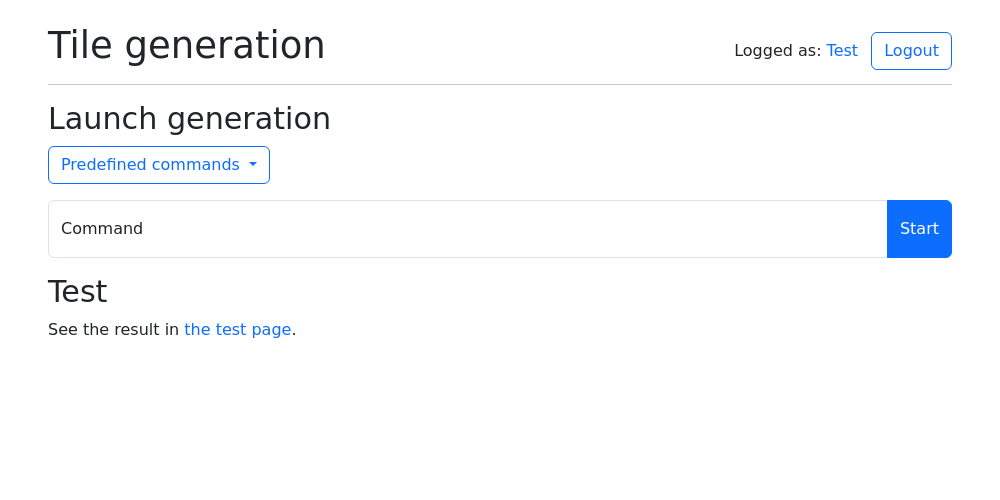 Tile generation
Logged as: Test Logout
Launch generation
Predefined commands
Command Start
Test
See the result in the test page.